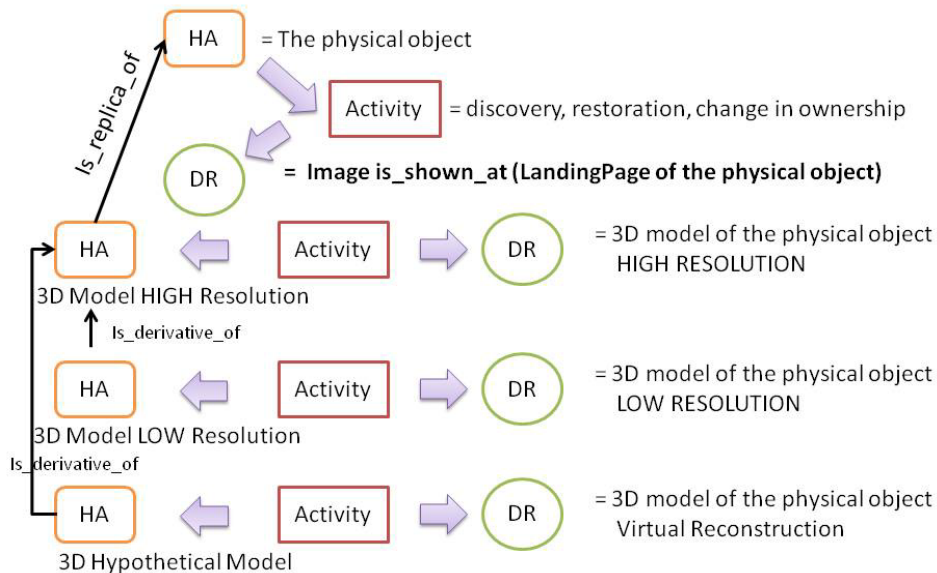 HA = The physical object
Is_replica_of
Activity = discovery, restoration, change in ownership
DR = Image is_shown_at (LandingPage of the physical object)
HA Activity DR = 3D model of the physical object
HIGH RESOLUTION
3D Model HIGH Resolution
Is_derivative_of
HA Activity DR = 3D model of the physical object
LOW RESOLUTION
3D Model LOW Resolution
Is_derivative_of
HA Activity DR = 3D model of the physical object
Virtual Reconstruction
3D Hypothetical Model